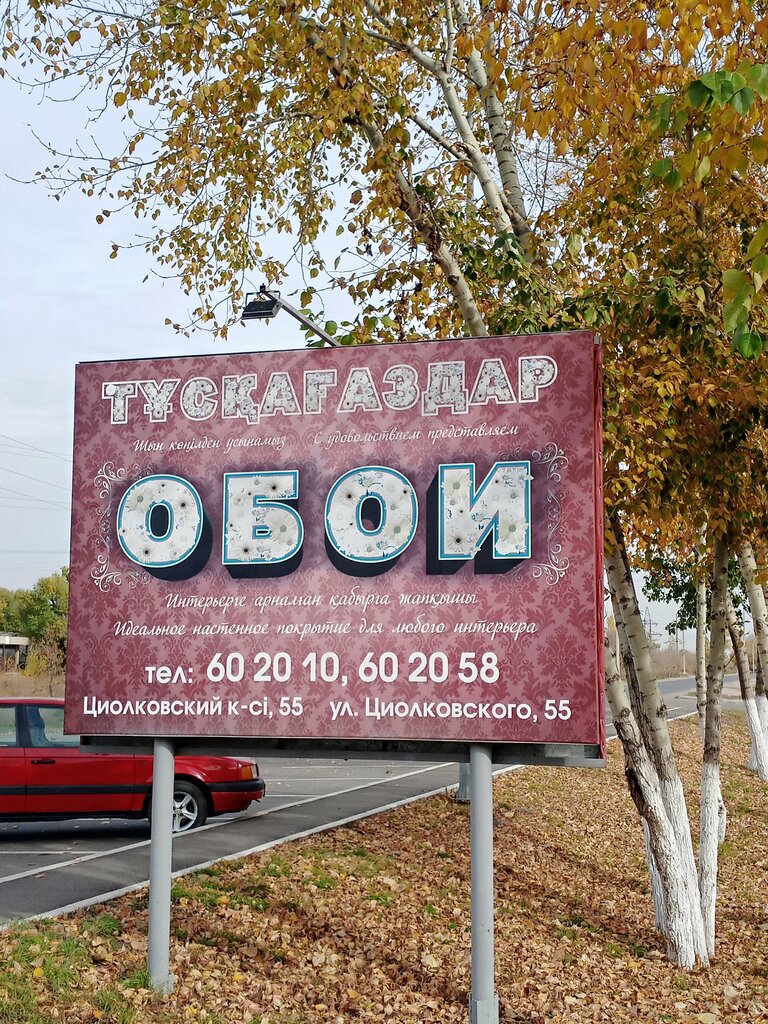 ТҰСҚАҒАЗДАР
Шын көңілден ұсынамыз С удовольствием представляем
ОБОИ
Интерьерге арналған қабырға жапқышы
Идеальное настенное покрытие для любого интерьера
тел: 60 20 10, 60 20 58
Циолковский к-сі, 55 ул. Циолковского, 55